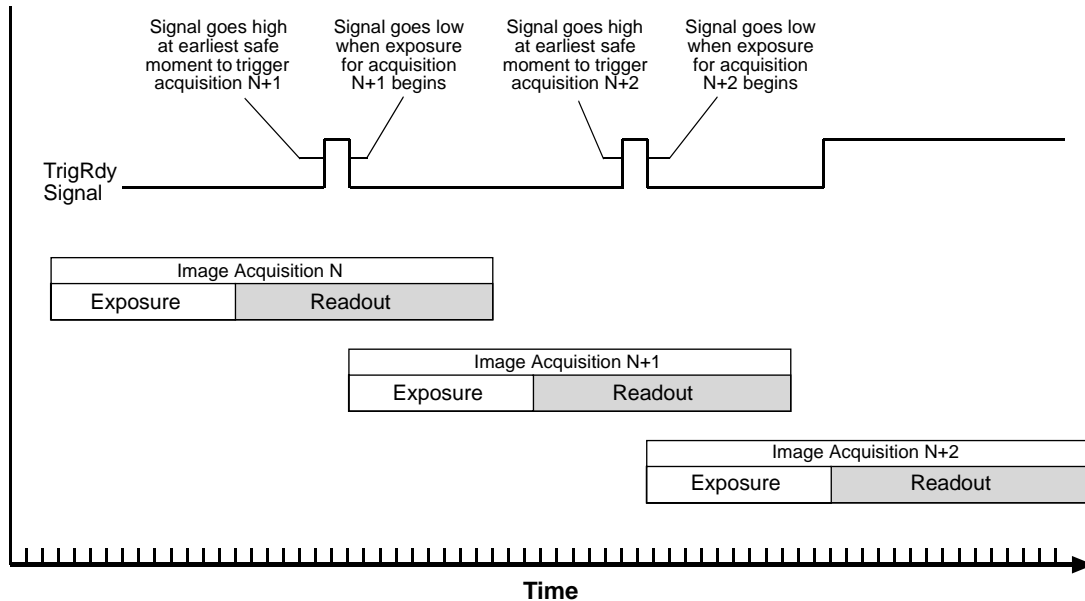 Signal goes high
at earliest safe
moment to trigger
acquisition N+1
Signal goes low
when exposure
for acquisition
N+1 begins
Signal goes high
at earliest safe
moment to trigger
acquisition N+2
Signal goes low
when exposure
for acquisition
N+2 begins
TrigRdy
Signal
Image Acquisition N
Exposure
Readout
Image Acquisition N+1
Exposure
Readout
Image Acquisition N+2
Exposure
Readout
Time